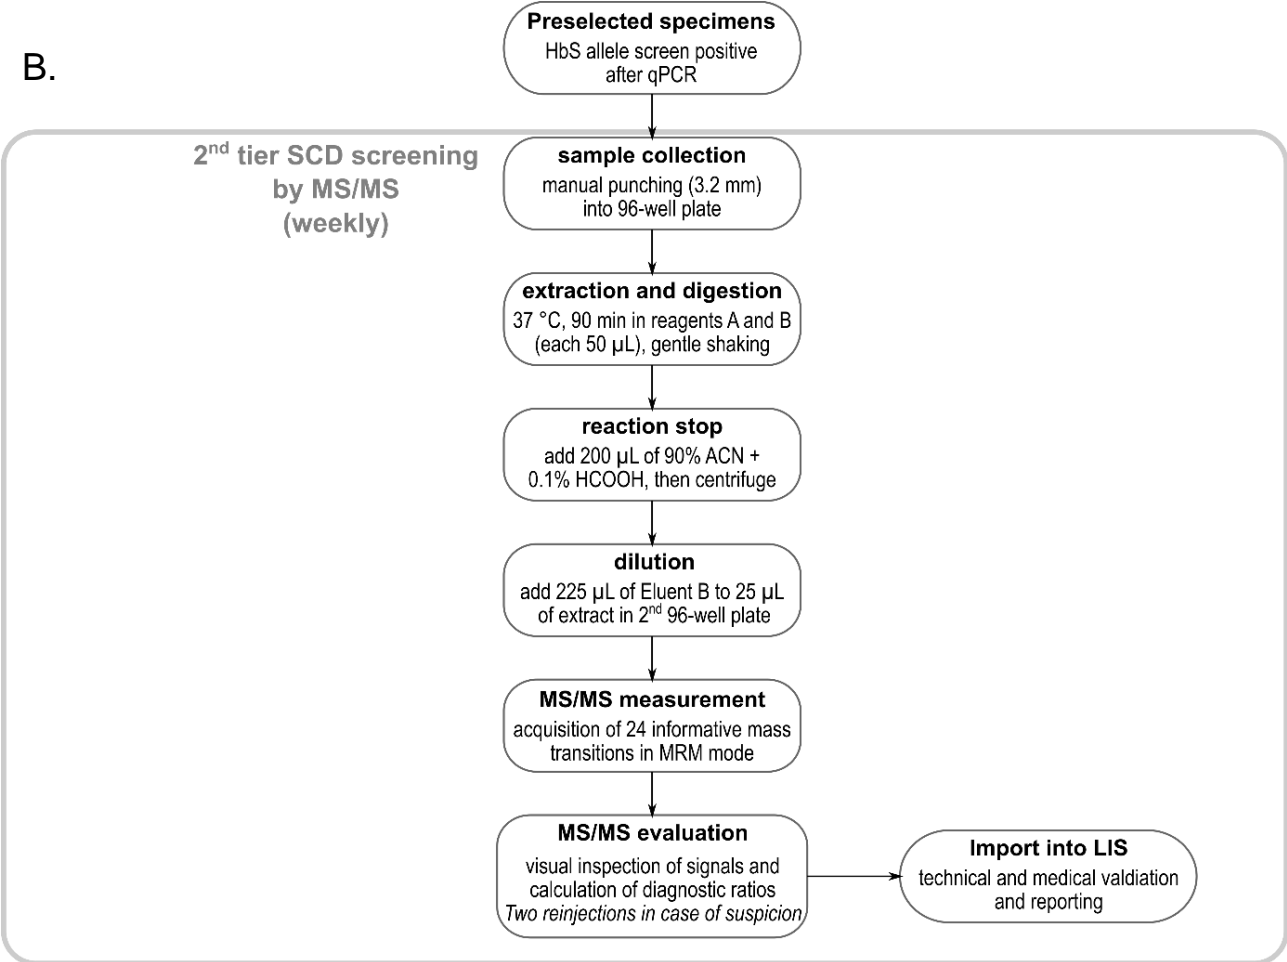 B.
Preselected specimens
HbS allele screen positive
after qPCR
2nd tier SCD screening
by MS/MS
(weekly)
sample collection
manual punching (3.2 mm)
into 96-well plate
extraction and digestion
37 °C, 90 min in reagents A and B
(each 50 µL), gentle shaking
reaction stop
add 200 µL of 90% ACN +
0.1% HCOOH, then centrifuge
dilution
add 225 µL of Eluent B to 25 µL
of extract in 2nd 96-well plate
MS/MS measurement
acquisition of 24 informative mass
transitions in MRM mode
MS/MS evaluation
visual inspection of signals and
calculation of diagnostic ratios
Two reinjections in case of suspicion
Import into LIS
technical and medical valdiation
and reporting